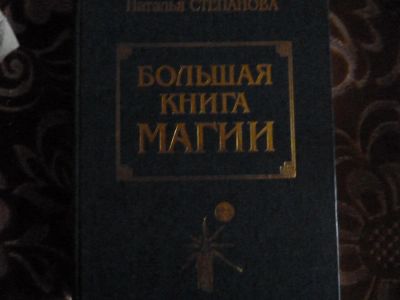 Наталья СТЕПАНОВА
БОЛЬШАЯ
КНИГА
МАГИИ